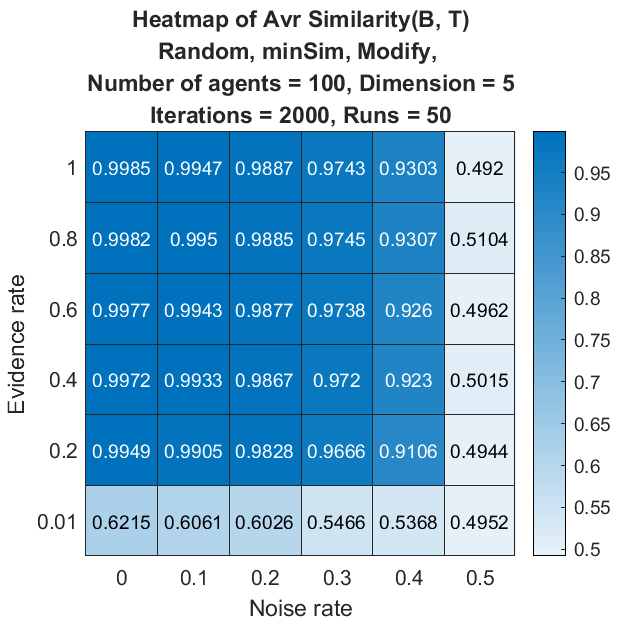 Heatmap of Avr Similarity(B, T)
Random, minSim, Modify,
Number of agents = 100, Dimension = 5
Iterations = 2000, Runs = 50
Evidence rate
1 0.9985 0.9947 0.9887 0.9743 0.9303 0.492
0.8 0.9982 0.995 0.9885 0.9745 0.9307 0.5104
0.6 0.9977 0.9943 0.9877 0.9738 0.926 0.4962
0.4 0.9972 0.9933 0.9867 0.972 0.923 0.5015
0.2 0.9949 0.9905 0.9828 0.9666 0.9106 0.4944
0.01 0.6215 0.6061 0.6026 0.5466 0.5368 0.4952
0 0.1 0.2 0.3 0.4 0.5
Noise rate
0.95
0.9
0.85
0.8
0.75
0.7
0.65
0.6
0.55
0.5